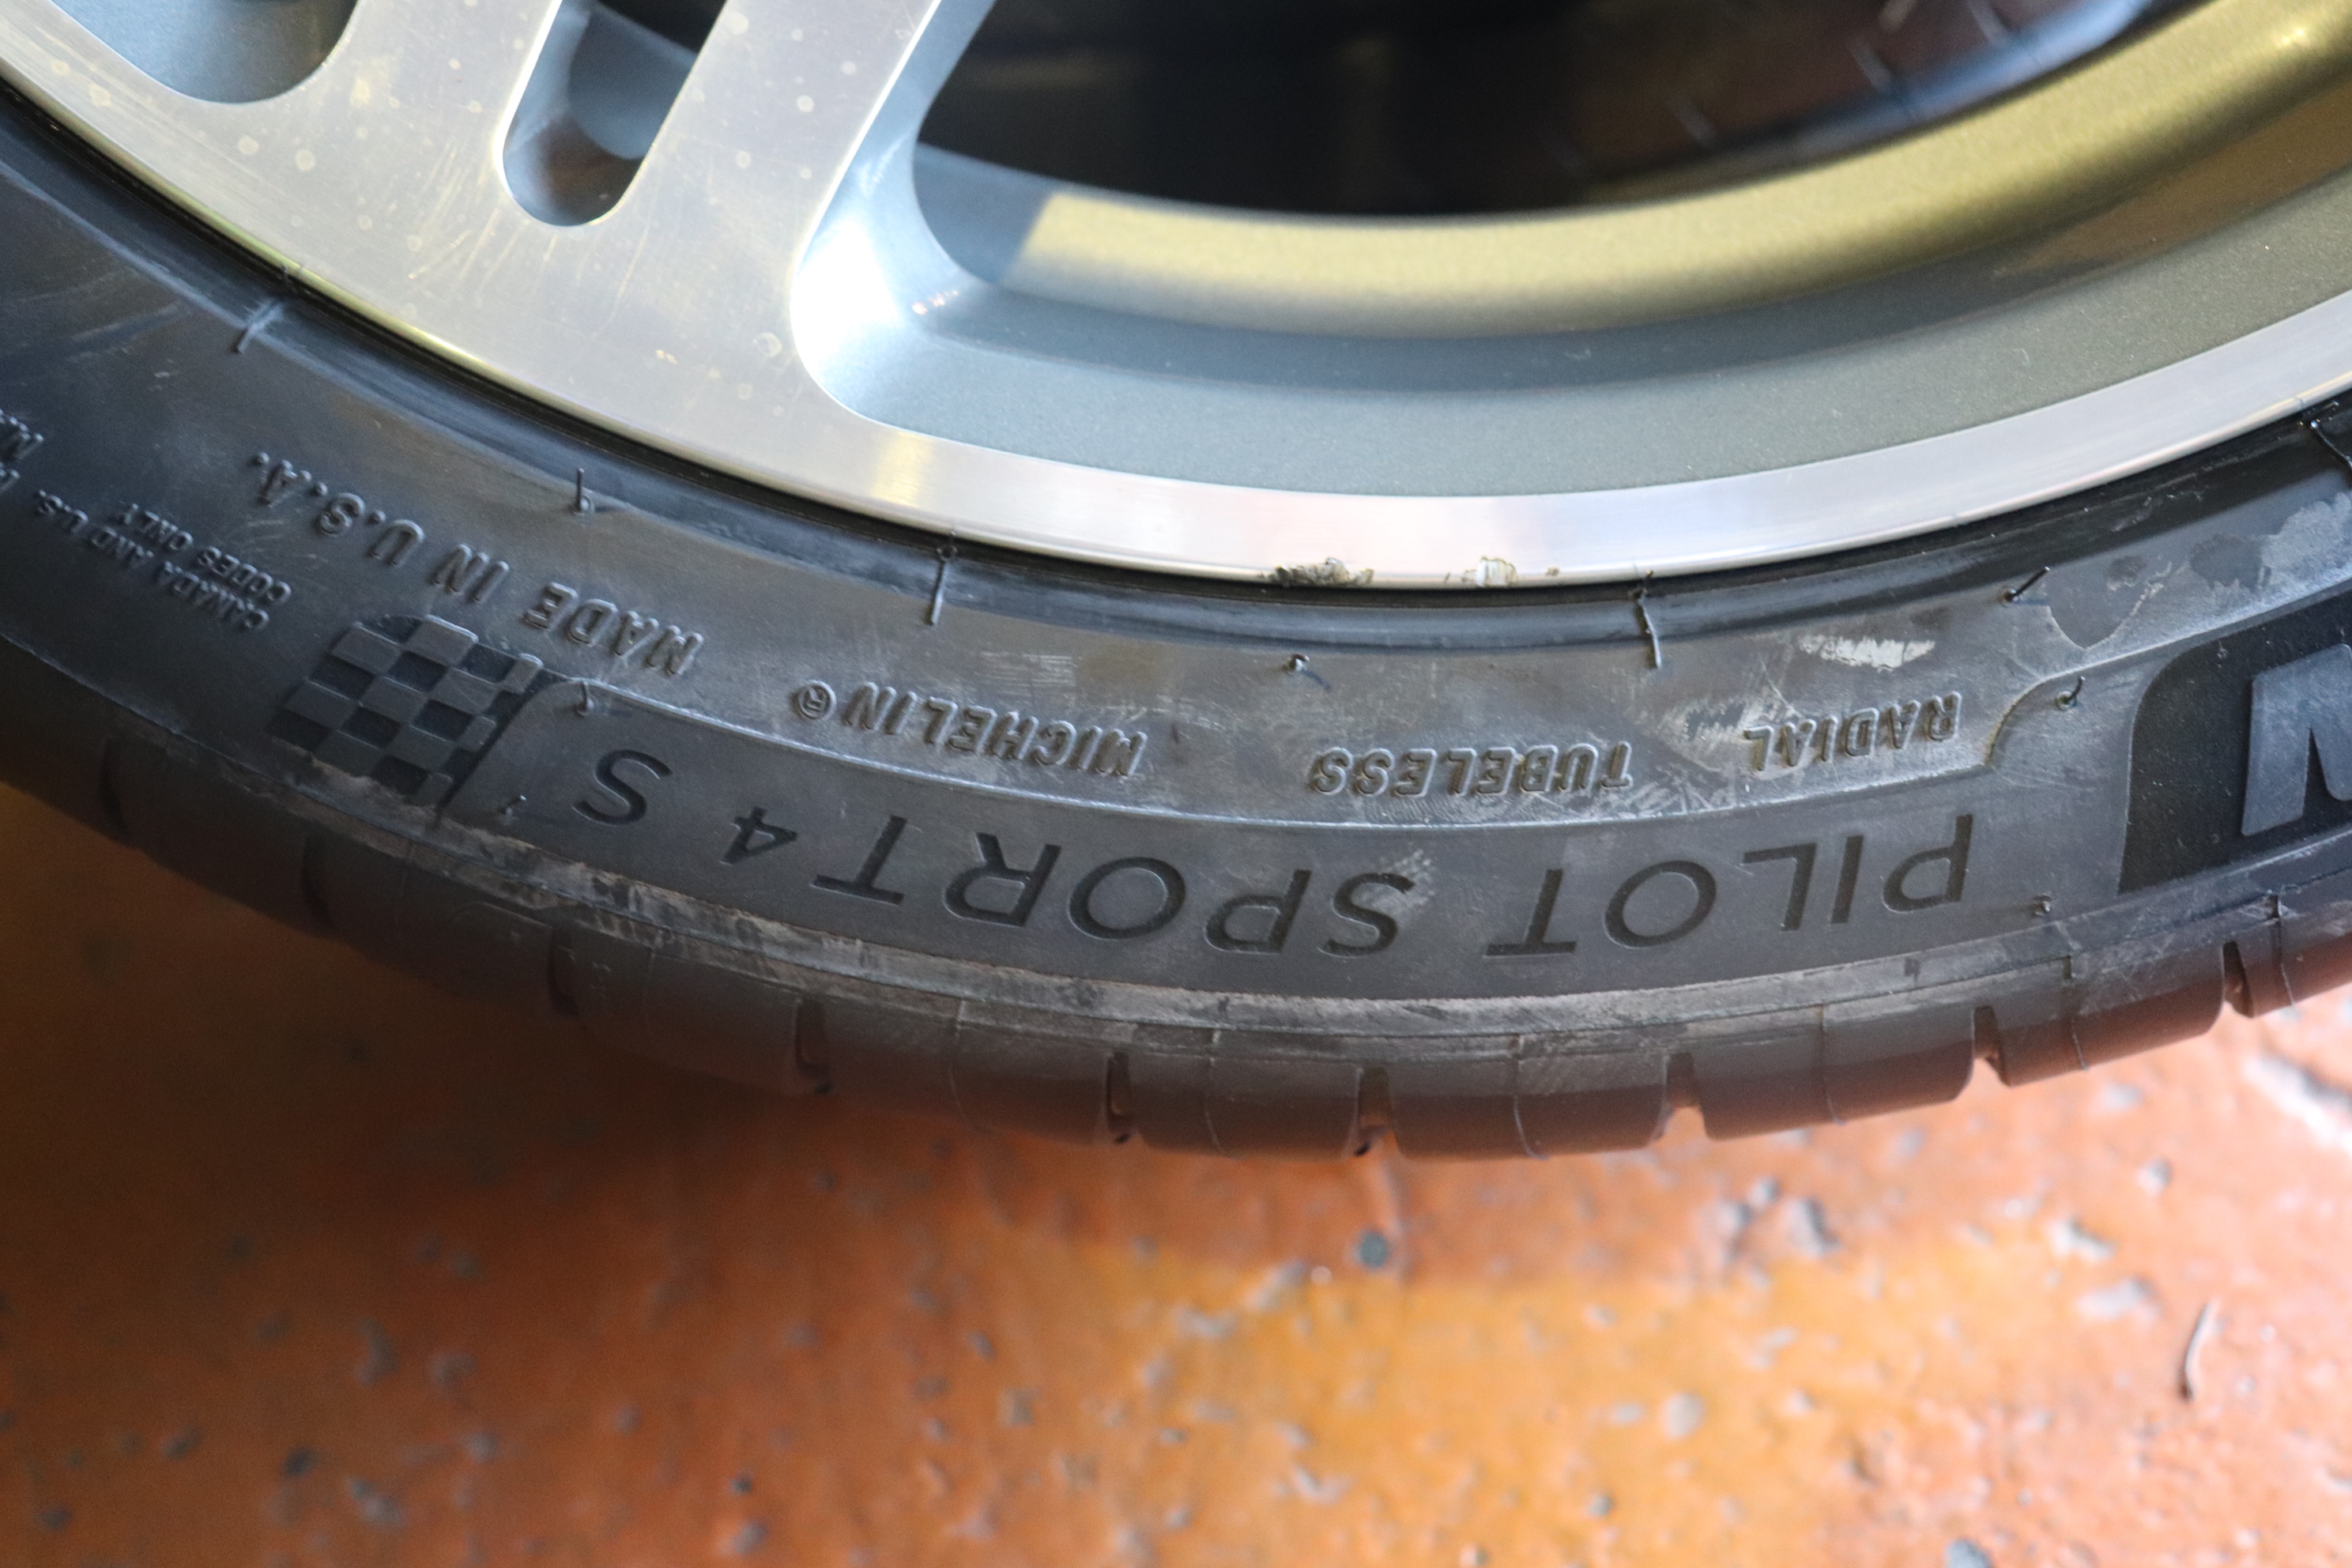 PILOT SPORT 4 S
RADIAL TUBELESS MICHELIN®
MADE IN U.S.A.
CANADA AND U.S.
CODES ONLY